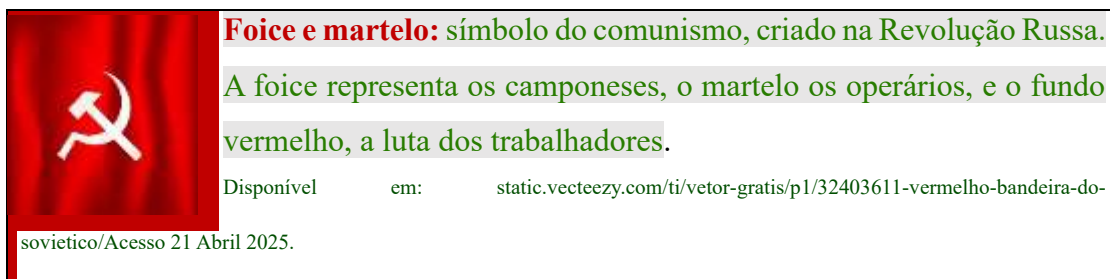 Foice e martelo: símbolo do comunismo, criado na Revolução Russa.
A foice representa os camponeses, o martelo os operários, e o fundo
vermelho, a luta dos trabalhadores.
Disponível em: static.vecteezy.com/ti/vetor-gratis/p1/32403611-vermelho-bandeira-do-
sovietico/Acesso 21 Abril 2025.